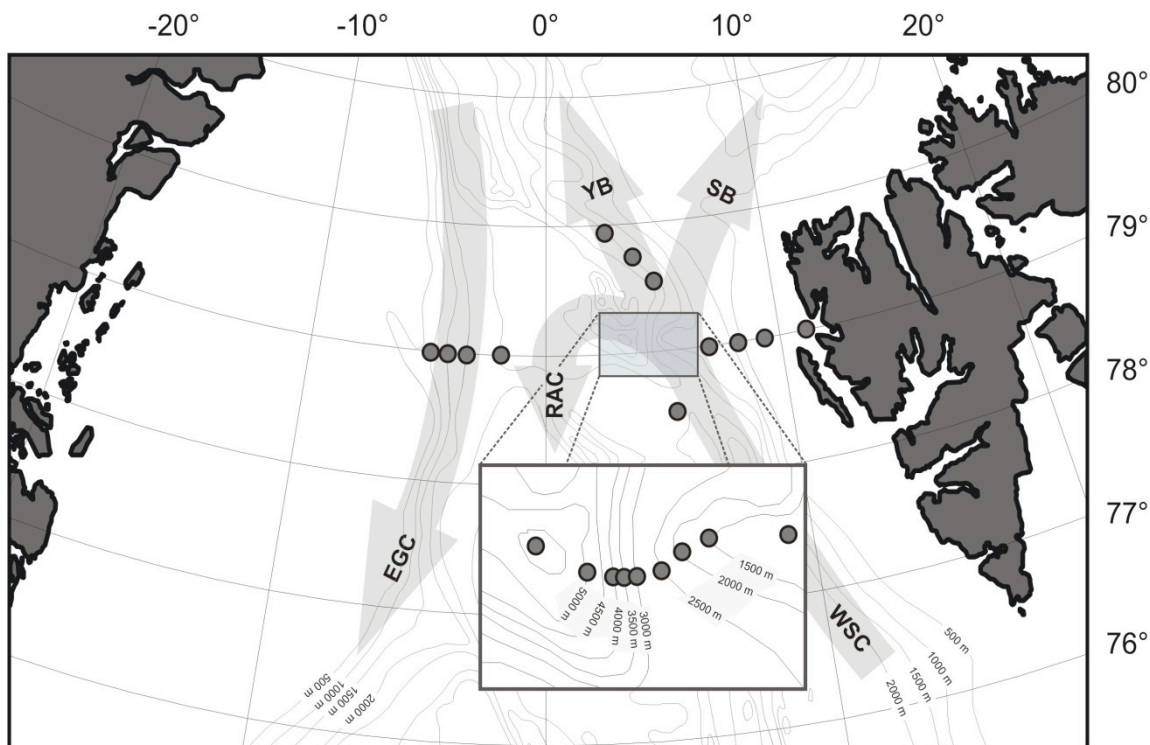 -20° -10° 0° 10° 20°
80°
YB
SB
79°
78°
RAC
77°
EGC
1500 m
2000 m
2500 m
5000 m
4500 m
4000 m
3500 m
3000 m
WSC
76°
500 m
1000 m
1500 m
2000 m
500 m
1000 m
1500 m
2000 m